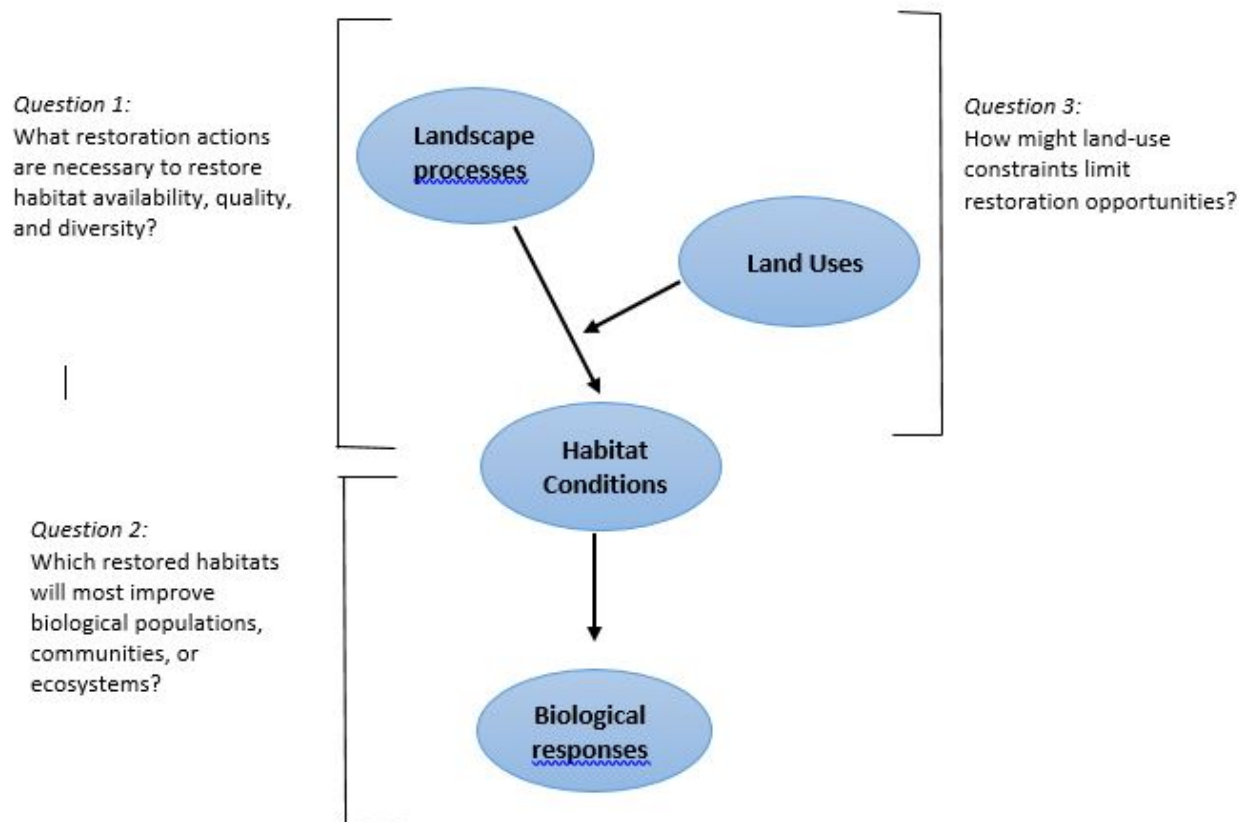 Question 1:
What restoration actions
are necessary to restore
habitat availability, quality,
and diversity?
Landscape
processes
Land Uses
Question 3:
How might land-use
constraints limit
restoration opportunities?
Habitat
Conditions
Question 2:
Which restored habitats
will most improve
biological populations,
communities, or
ecosystems?
Biological
responses